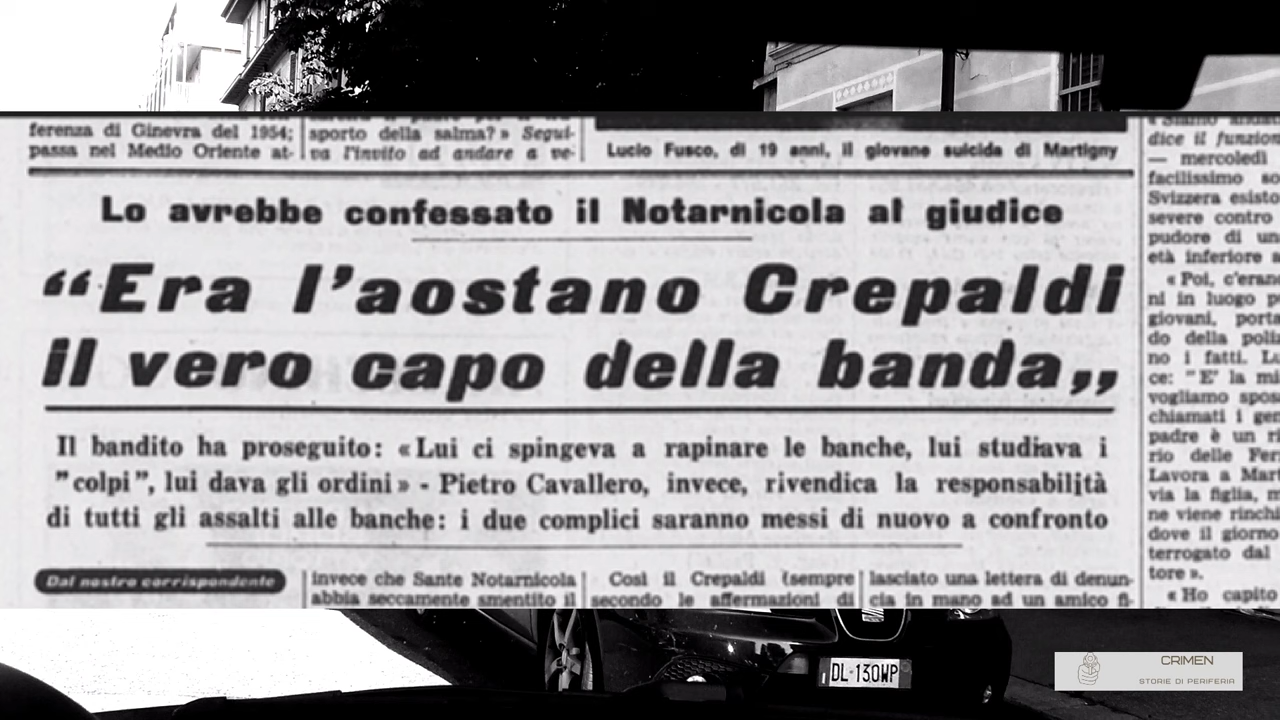 ferenza di Ginevra del 1954;
passa nel Medio Oriente at-
sporto della salma? » Segui-
va l'invito ad andare a ve-
Lucio Fusco, di 19 anni, il giovane suicida di Martigny
Lo avrebbe confessato il Notarnicola al giudice
“Era l'aostano Crepaldi
il vero capo della banda„
Il bandito ha proseguito: « Lui ci spingeva a rapinare le banche, lui studiava i
”colpi”, lui dava gli ordini » - Pietro Cavallero, invece, rivendica la responsabilità
di tutti gli assalti alle banche: i due complici saranno messi di nuovo a confronto
Dal nostro corrispondente
invece che Sante Notarnicola
abbia seccamente smentito il
Così il Crepaldi (sempre
secondo le affermazioni di
lasciato una lettera di denun-
cia in mano ad un amico fi-
dice il funzion
— mercoledì
facilissimo so
Svizzera esisto
severe contro
pudore di un
età inferiore a
« Poi, c'eran
ni in luogo p
giovani, porta
do della poliz
no i fatti. L
ce: "E' la mi
vogliamo spos
chiamati i gen
padre è un ri
rio delle Fer
Lavora a Mar
via la figlia, m
ne viene rinchi
dove il giorno
terrogato dal
tore ».
« Ho capito
DL·130WP
CRIMEN
STORIE DI PERIFERIA